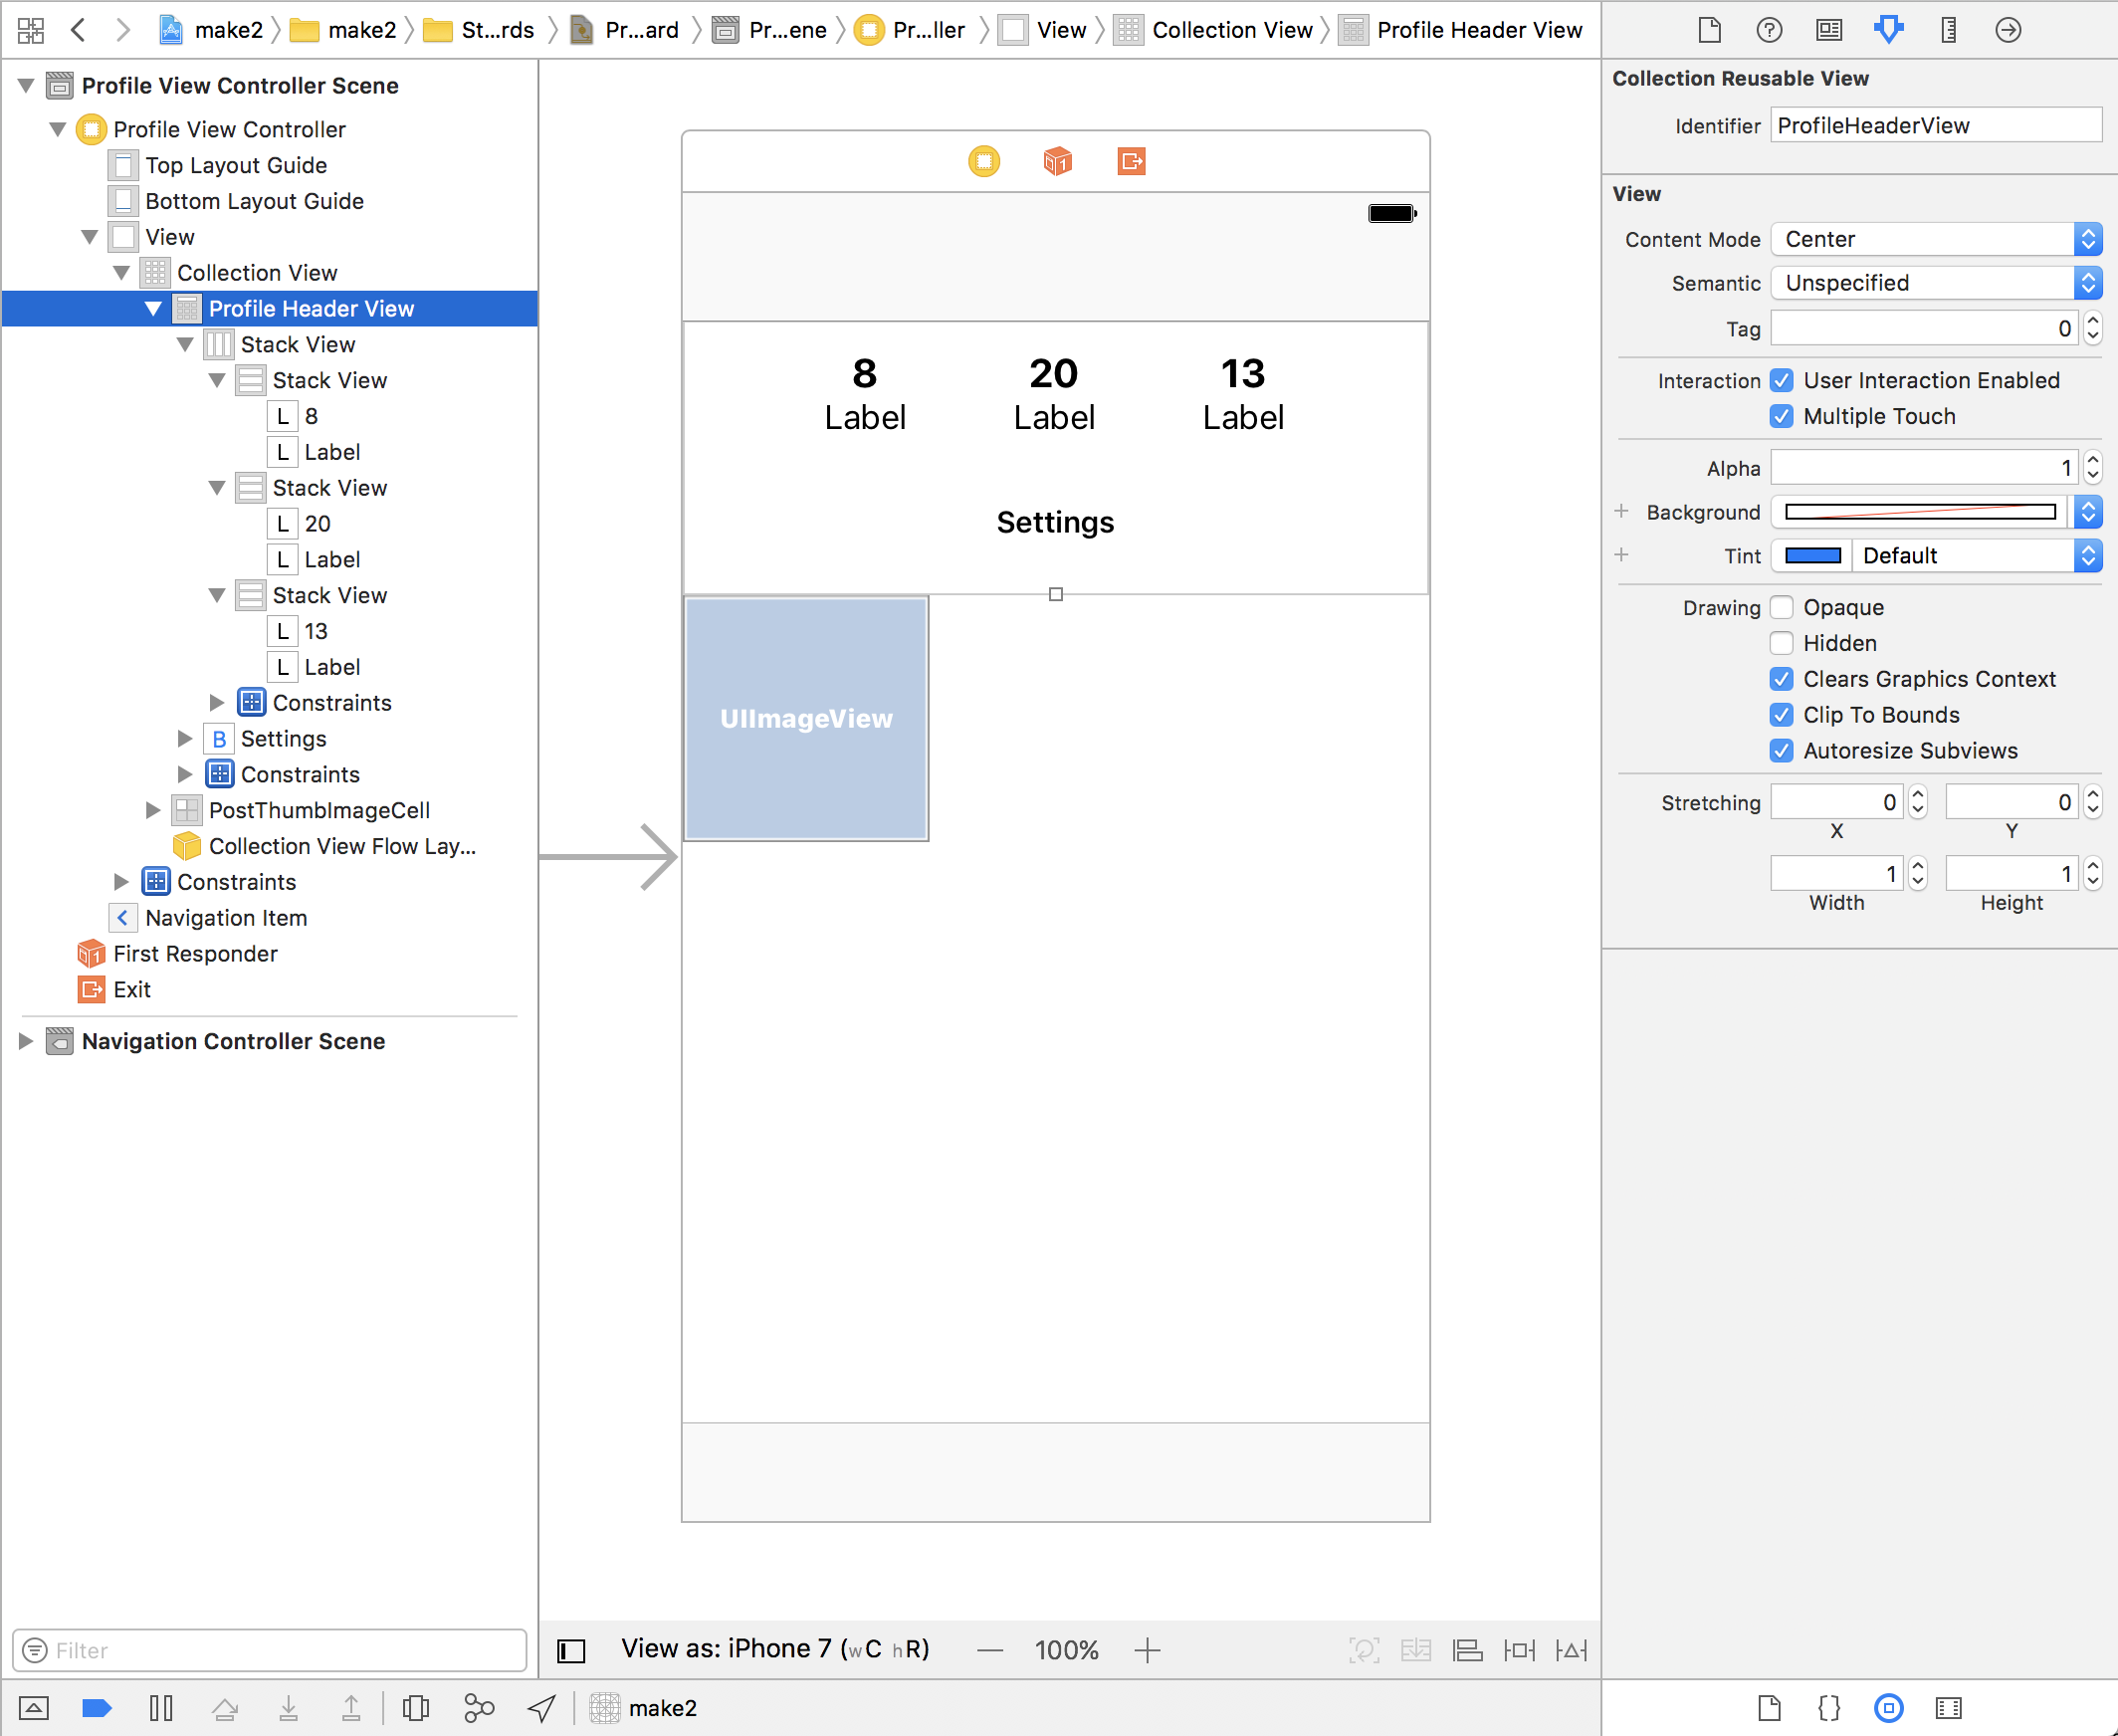 make2 make2 St...rds Pr...ard Pr...ene Pr...ller View Collection View Profile Header View
Profile View Controller Scene
Profile View Controller
Top Layout Guide
Bottom Layout Guide
View
Collection View
Profile Header View
Stack View
Stack View
L 8
L Label
Stack View
L 20
L Label
Stack View
L 13
L Label
Constraints
B Settings
Constraints
PostThumbImageCell
Collection View Flow Lay...
Constraints
Navigation Item
First Responder
Exit
Navigation Controller Scene
Filter
8 20 13
Label Label Label
Settings
UIImageView
View as: iPhone 7 (wC hR) 100%
make2
Collection Reusable View
Identifier ProfileHeaderView
View
Content Mode Center
Semantic Unspecified
Tag 0
Interaction User Interaction Enabled
Multiple Touch
Alpha 1
Background
Tint Default
Drawing Opaque
Hidden
Clears Graphics Context
Clip To Bounds
Autoresize Subviews
Stretching 0 0
X Y
1 1
Width Height